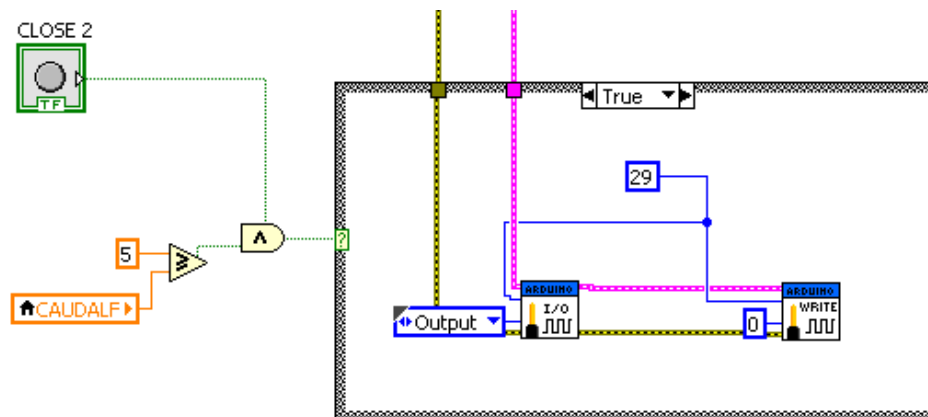 CLOSE 2
TF
True
29
5
CAUDALF
Output
ARDUINO
I/O
0
ARDUINO
WRITE